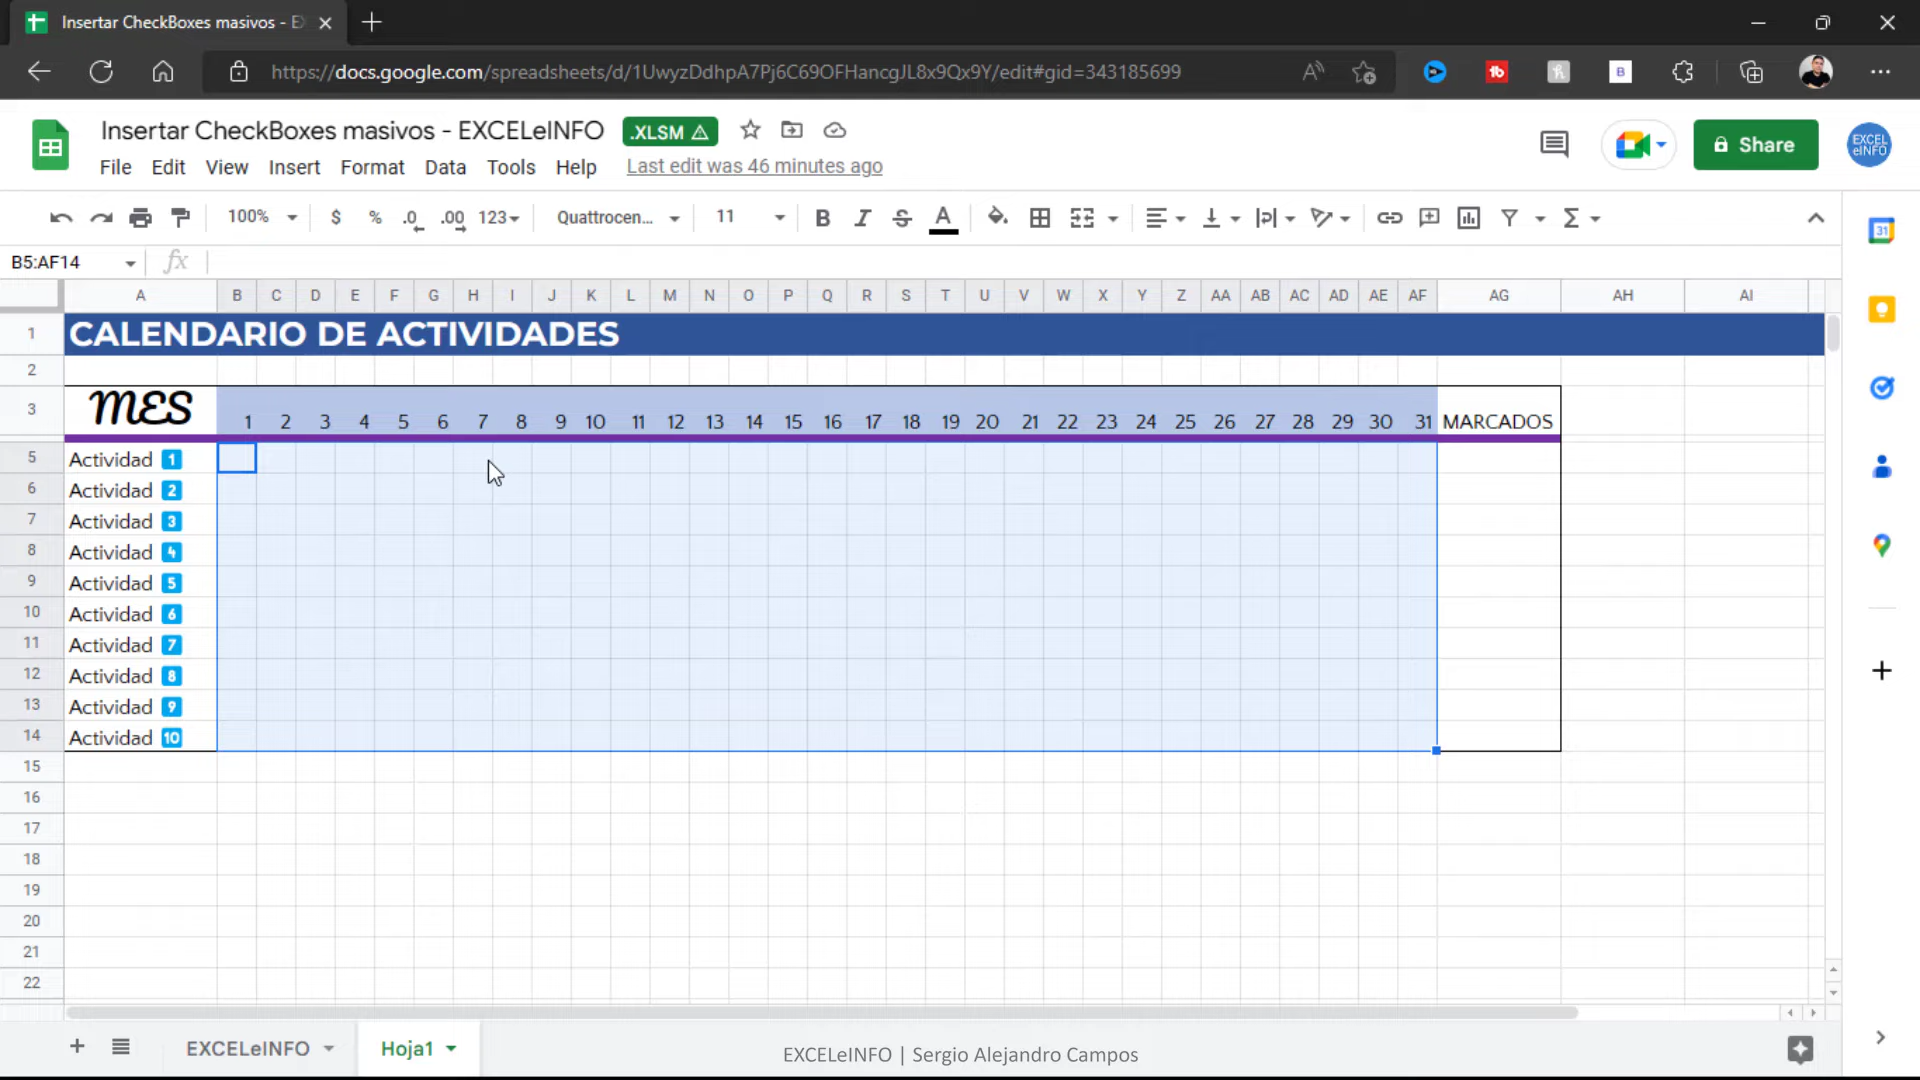 Insertar CheckBoxes masivos - EX
https://docs.google.com/spreadsheets/d/1UwyzDdhpA7Pj6C69OFHancgJL8x9Qx9Y/edit#gid=343185699
Insertar CheckBoxes masivos - EXCELeINFO .XLSM
Share
EXCEL eINFO
File Edit View Insert Format Data Tools Help Last edit was 46 minutes ago
100% $ % .0 .00 123 Quattrocen... 11 B I S A
B5:AF14 fx
A B C D E F G H I J K L M N O P Q R S T U V W X Y Z AA AB AC AD AE AF AG AH AI
1 CALENDARIO DE ACTIVIDADES
2
3 MES 1 2 3 4 5 6 7 8 9 10 11 12 13 14 15 16 17 18 19 20 21 22 23 24 25 26 27 28 29 30 31 MARCADOS
5 Actividad 1
6 Actividad 2
7 Actividad 3
8 Actividad 4
9 Actividad 5
10 Actividad 6
11 Actividad 7
12 Actividad 8
13 Actividad 9
14 Actividad 10
15
16
17
18
19
20
21
22
EXCELeINFO Hoja1
EXCELeINFO | Sergio Alejandro Campos